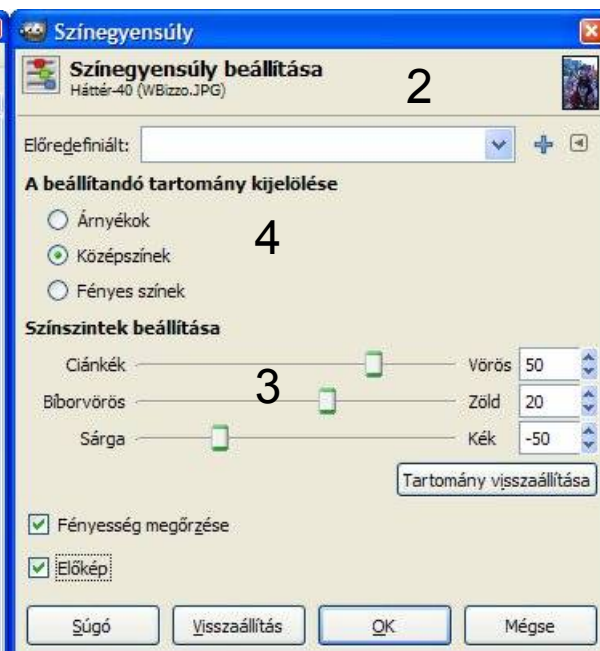 Színegyensúly
Színegyensúly beállítása
Háttér-40 (WBizzo.JPG)
2
Előredefiniált:
A beállítandó tartomány kijelölése
Árnyékok
4
Középszínek
Fényes színek
Színszintek beállítása
Ciánkék Vörös 50
3
Bíborvörös Zöld 20
Sárga Kék -50
Tartomány visszaállítása
Fényesség megőrzése
Előkép
Súgó Visszaállítás OK Mégse